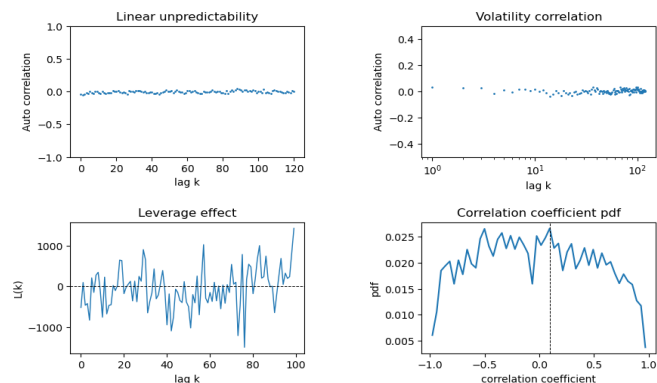 Linear unpredictability
1.0
0.5
0.0
−0.5
−1.0
Auto correlation
0 20 40 60 80 100 120
lag k
Volatility correlation
0.4
0.2
0.0
−0.2
−0.4
Auto correlation
10^0 10^1 10^2
lag k
Leverage effect
1000
0
−1000
L(k)
0 20 40 60 80 100
lag k
Correlation coefficient pdf
0.025
0.020
0.015
0.010
0.005
pdf
−1.0 −0.5 0.0 0.5 1.0
correlation coefficient